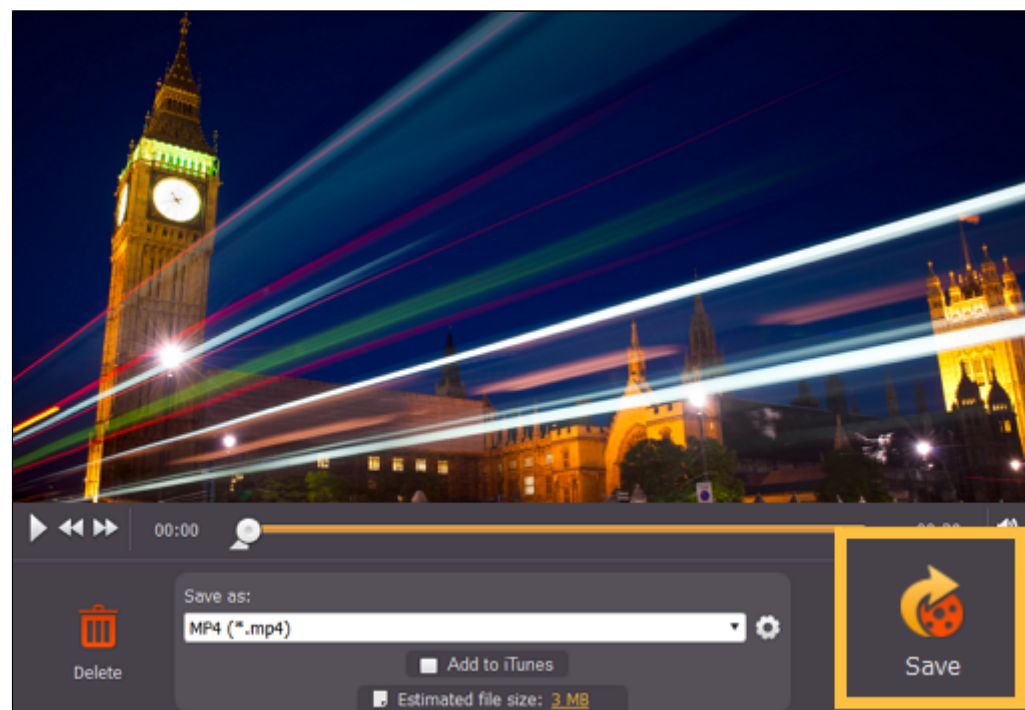 00:00
Save as:
MP4 (*.mp4)
Add to iTunes
Estimated file size: 3 MB
Delete
Save